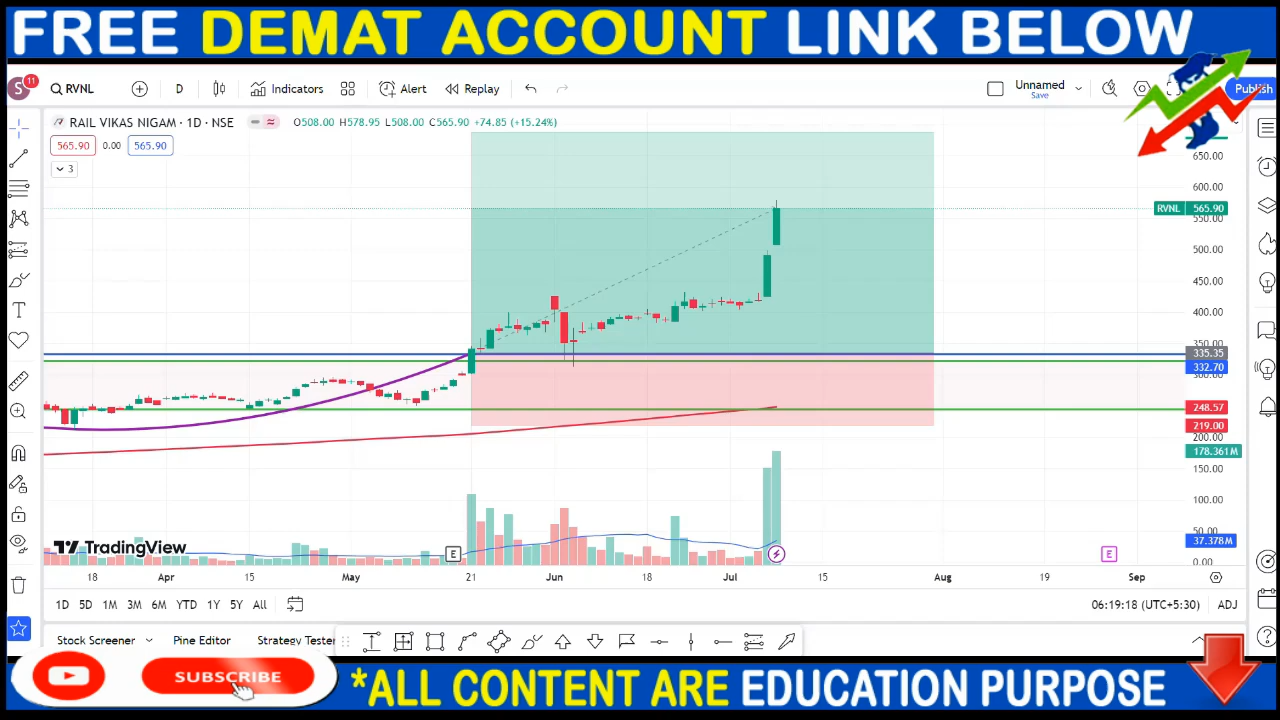 FREE DEMAT ACCOUNT LINK BELOW
S 11 RVNL D Indicators Alert Replay Unnamed Save Publish
RAIL VIKAS NIGAM · 1D · NSE O508.00 H578.95 L508.00 C565.90 +74.85 (+15.24%)
565.90 0.00 565.90
3
650.00
600.00
RVNL 565.90
550.00
500.00
450.00
400.00
350.00
335.35
332.70
300.00
248.57
219.00
200.00
178.361M
150.00
100.00
50.00
37.378M
0.00
E
E
TradingView
18 Apr 15 May 21 Jun 18 Jul 15 Aug 19 Sep
1D 5D 1M 3M 6M YTD 1Y 5Y All 06:19:18 (UTC+5:30) ADJ
Stock Screener Pine Editor Strategy Tester
SUBSCRIBE
*ALL CONTENT ARE EDUCATION PURPOSE